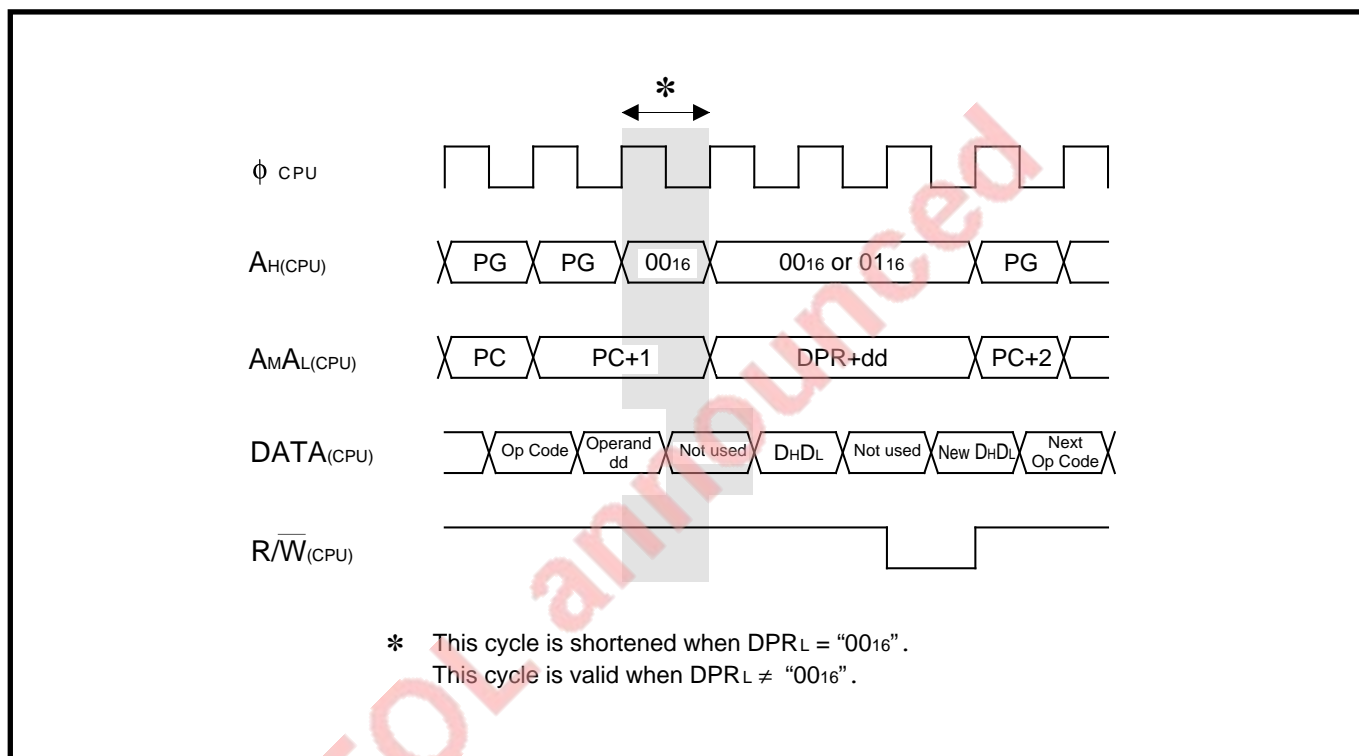 ✻
ϕ CPU
AH(CPU) PG PG 0016 0016 or 0116 PG
AMAL(CPU) PC PC+1 DPR+dd PC+2
DATA(CPU) Op Code Operand dd Not used DHDL Not used New DHDL Next Op Code
R/W̅(CPU)
✻ This cycle is shortened when DPRL = “0016”.
This cycle is valid when DPRL ≠ “0016”.
EOL announced